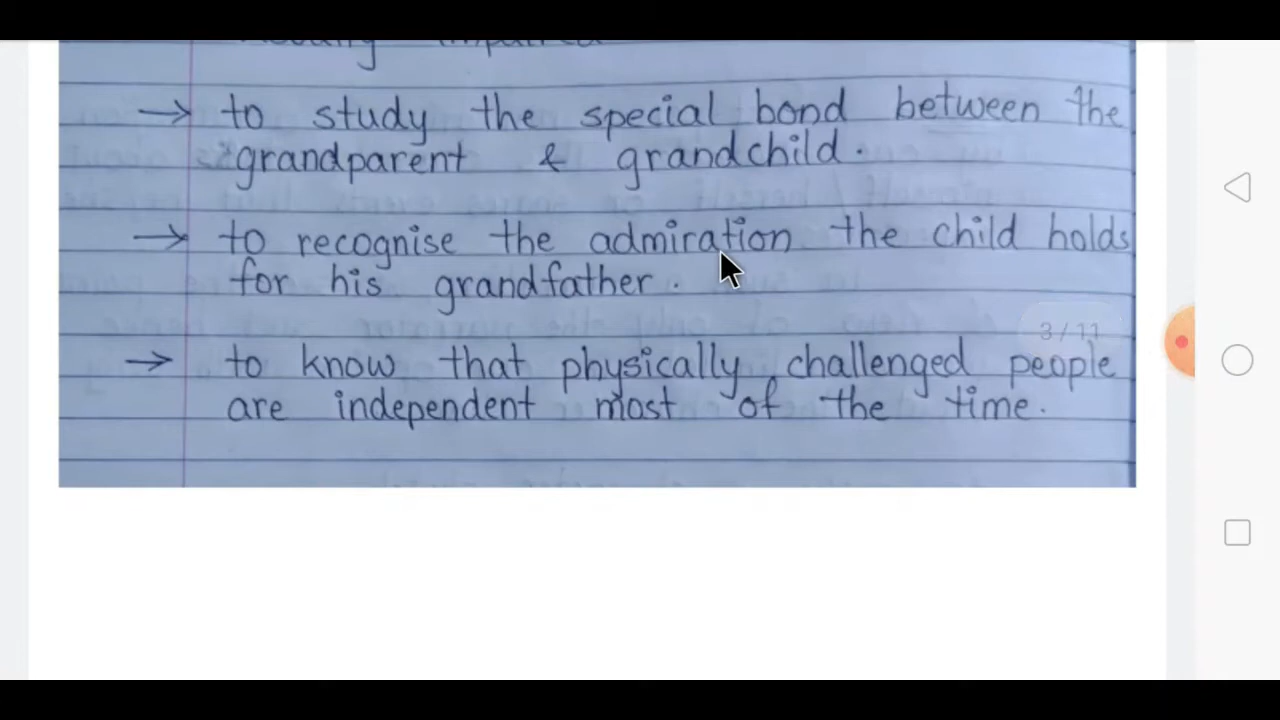 → to study the special bond between the
grandparent & grandchild.
→ to recognise the admiration the child holds
for his grandfather.
3/11
→ to know that physically challenged people
are independent most of the time.